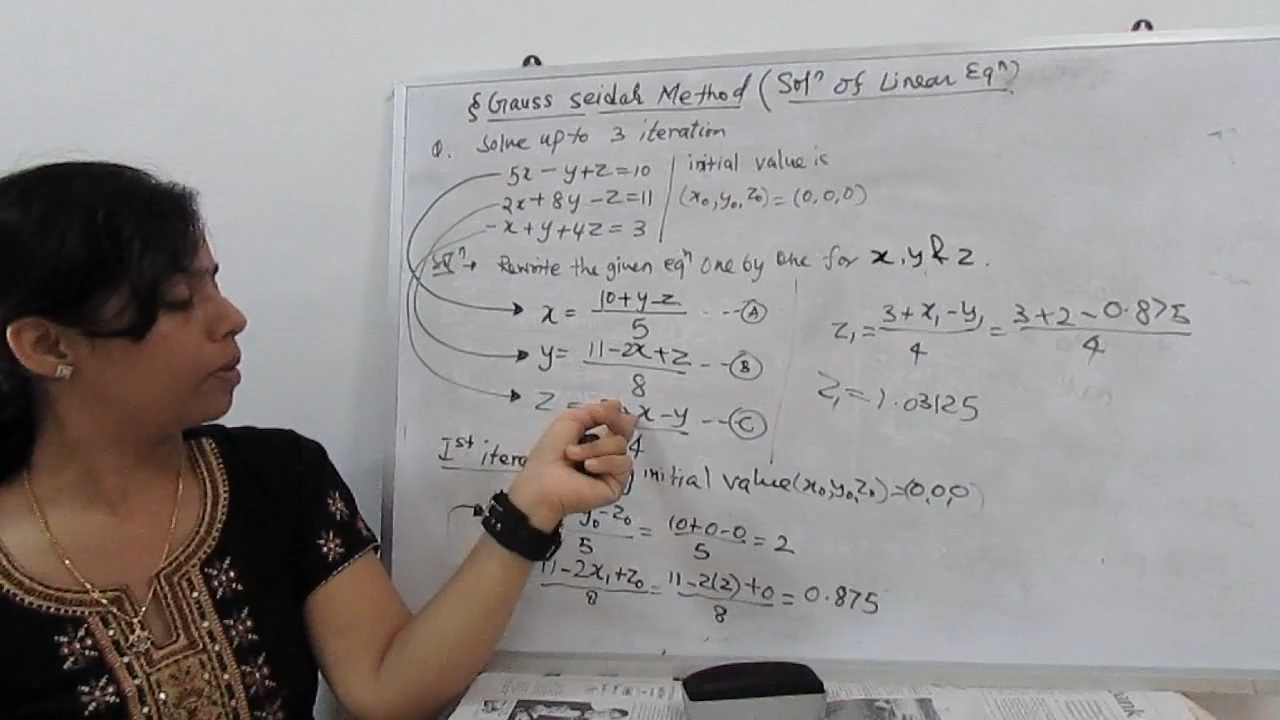 § Gauss seidal Method (Solⁿ of Linear Eqⁿ)
Q. Solve up to 3 iteration
5x - y + z = 10 | initial value is
2x + 8y - z = 11 | (x₀, y₀, z₀) = (0, 0, 0)
-x + y + 4z = 3
Solⁿ → Rewrite the given eqⁿ one by one for x, y & z.
x = (10 + y - z)/5 --- (A)
y = (11 - 2x + z)/8 --- (B)
z = x - y/4 --- (C)
z₁ = (3 + x₁ - y₁)/4 = (3 + 2 - 0.875)/4
z₁ = 1.03125
Iˢᵗ itera initial value (x₀, y₀, z₀) = (0, 0, 0)
y₀ - z₀/5 = (10 + 0 - 0)/5 = 2
(11 - 2x₁ + z₀)/8 = (11 - 2(2) + 0)/8 = 0.875